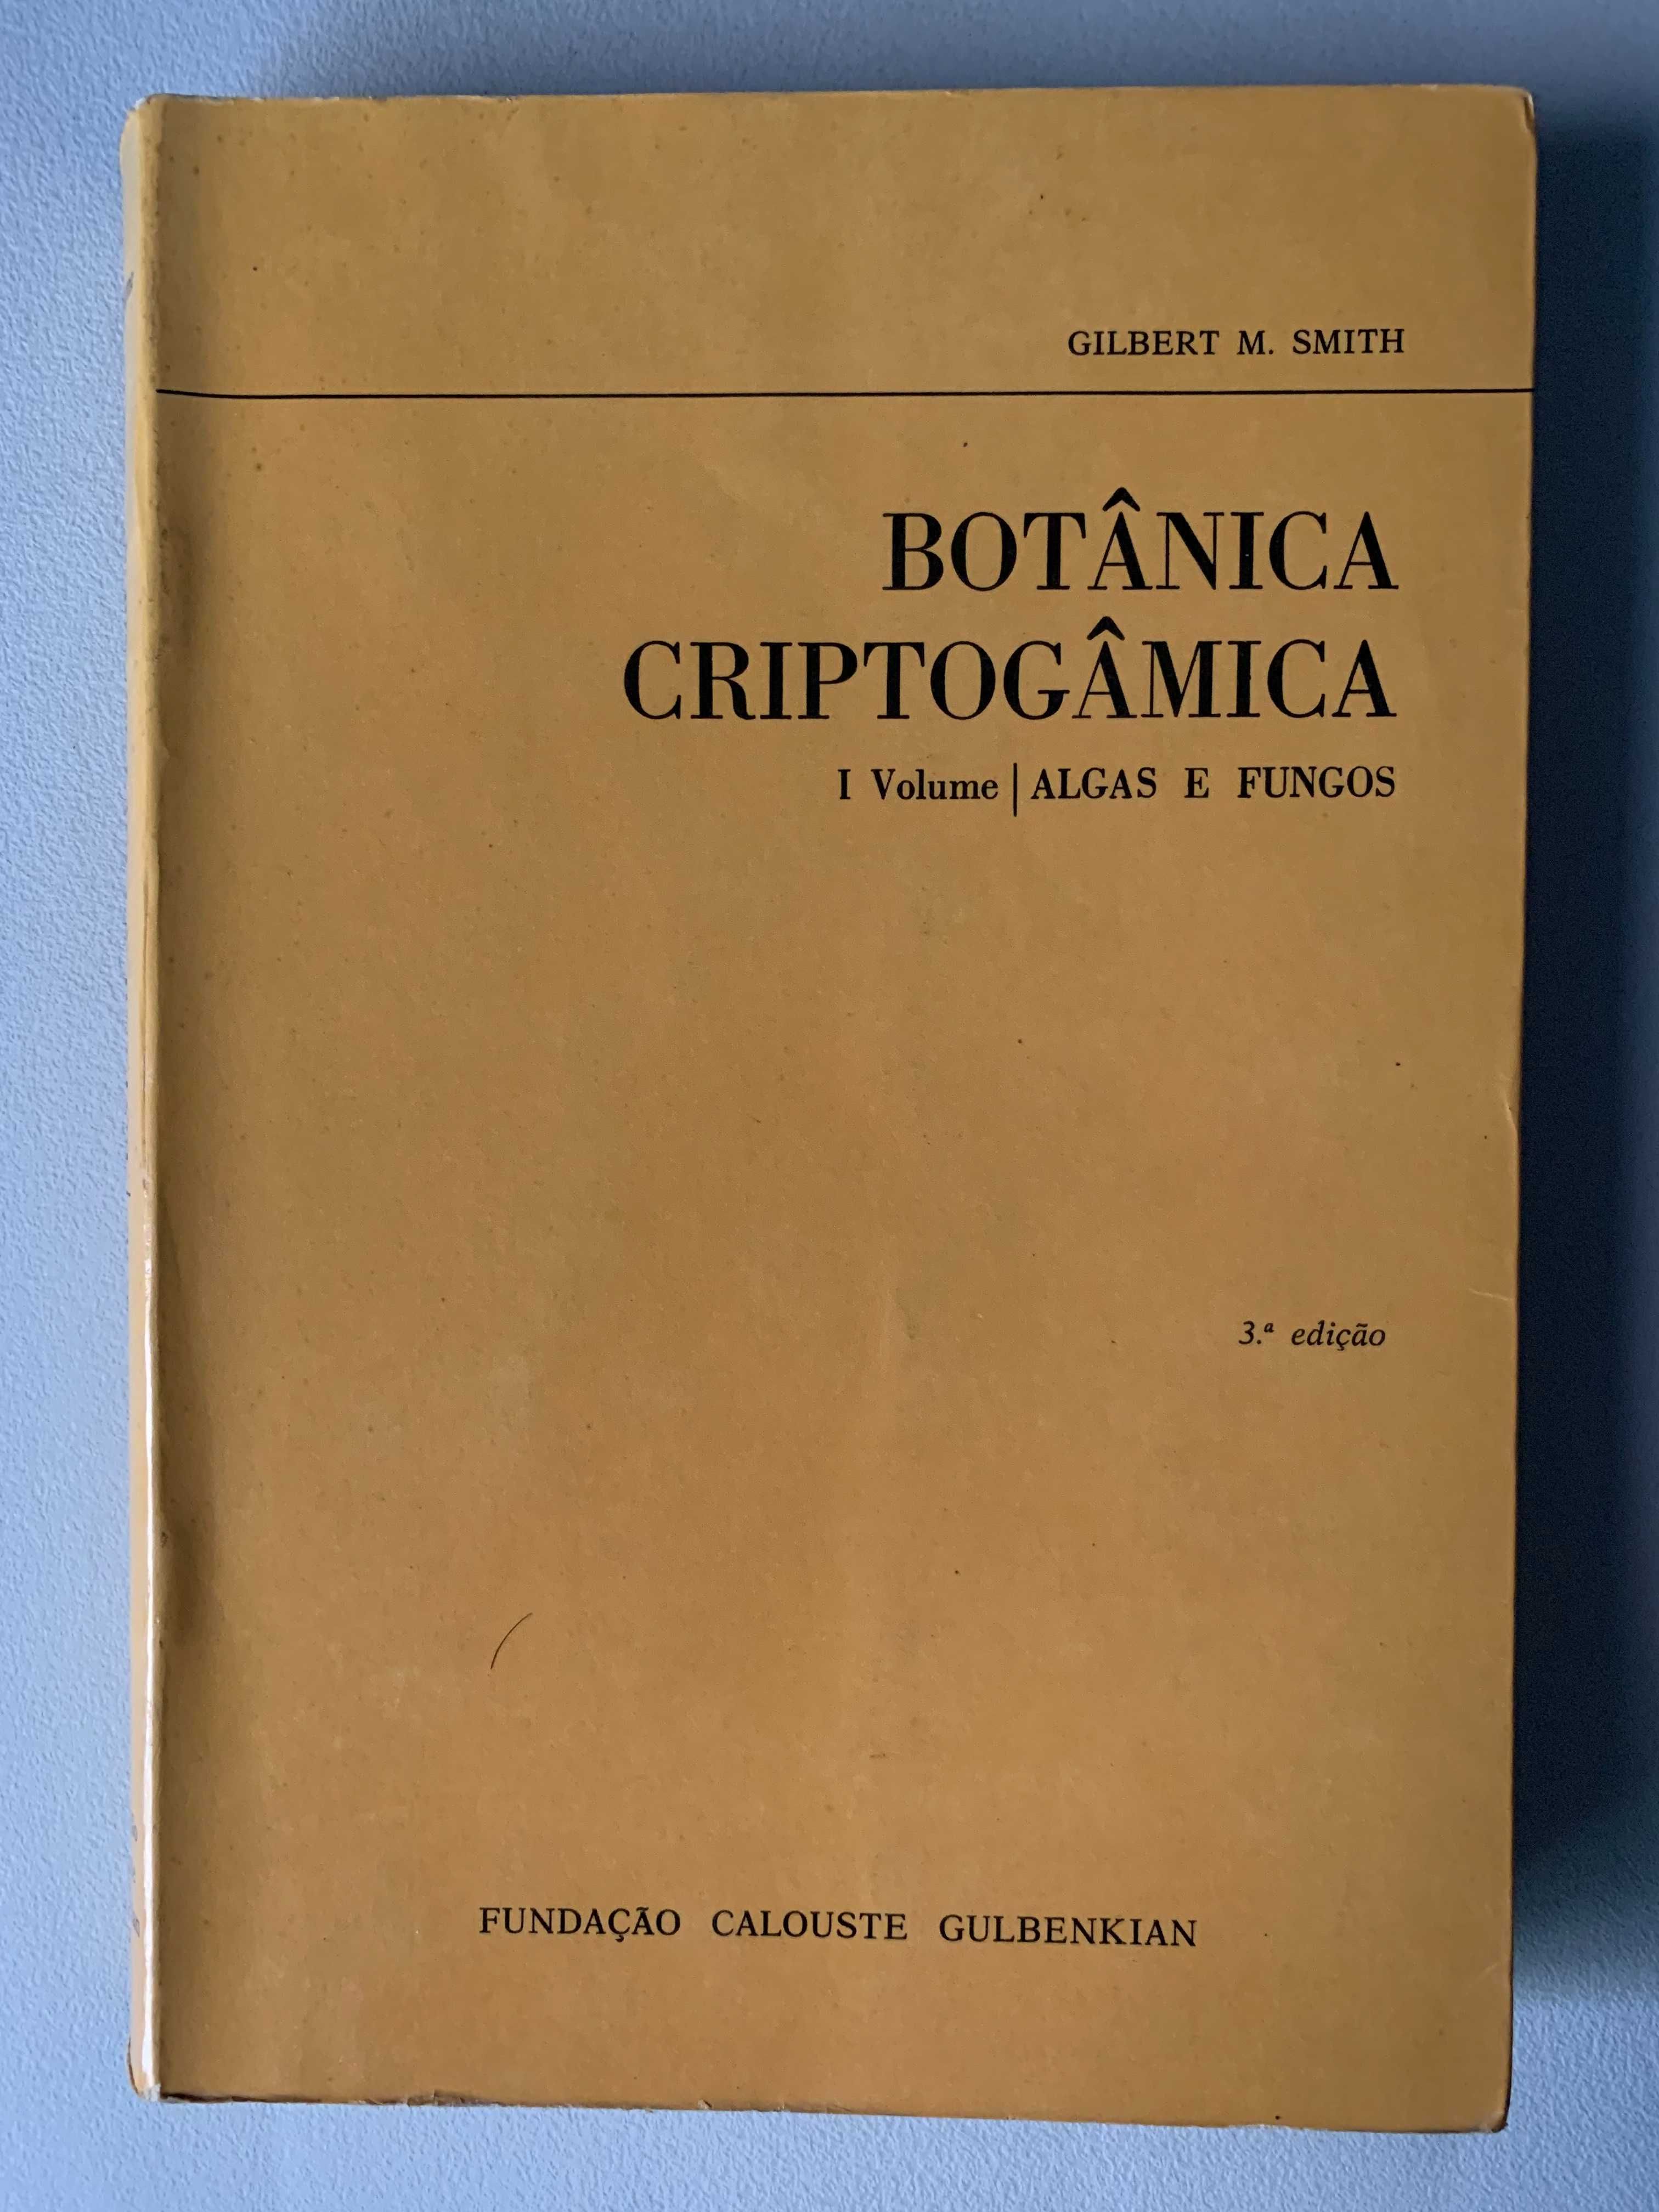 GILBERT M. SMITH
BOTÂNICA
CRIPTOGÂMICA
I Volume | ALGAS E FUNGOS
3.ª edição
FUNDAÇÃO CALOUSTE GULBENKIAN